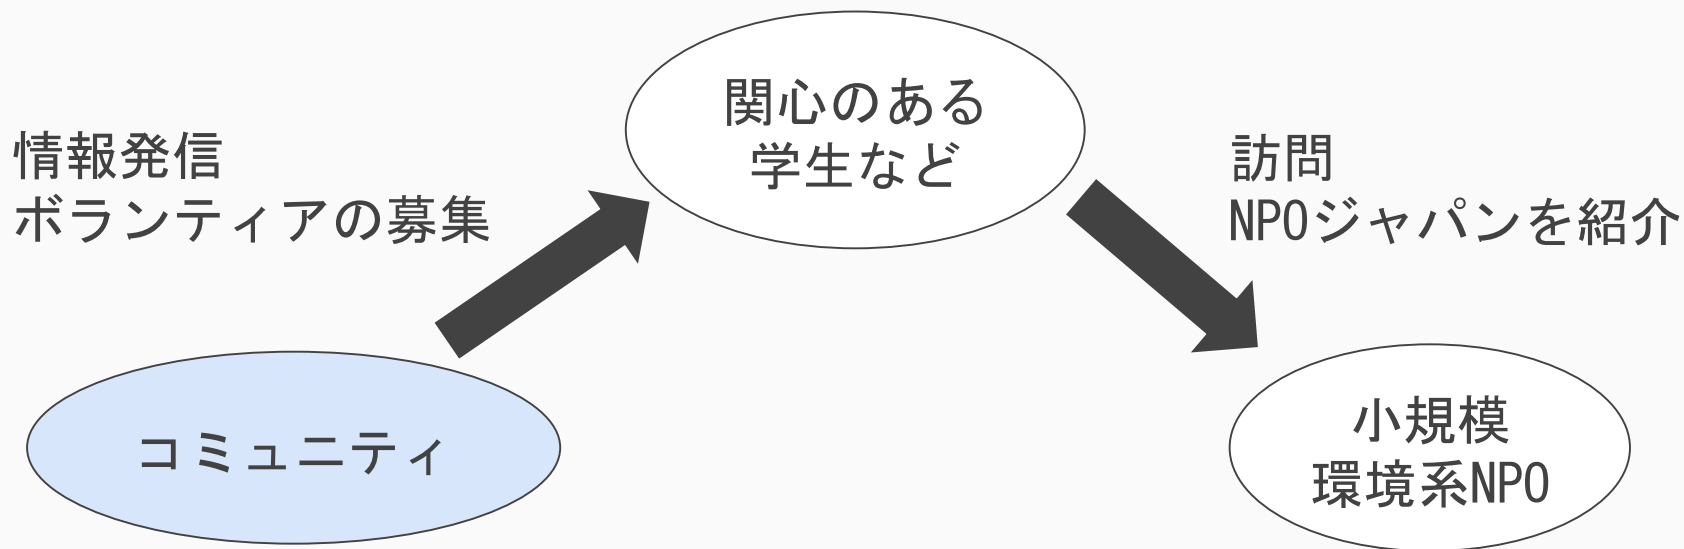 関心のある
学生など
情報発信
ボランティアの募集
訪問
NPOジャパンを紹介
コミュニティ
小規模
環境系NPO